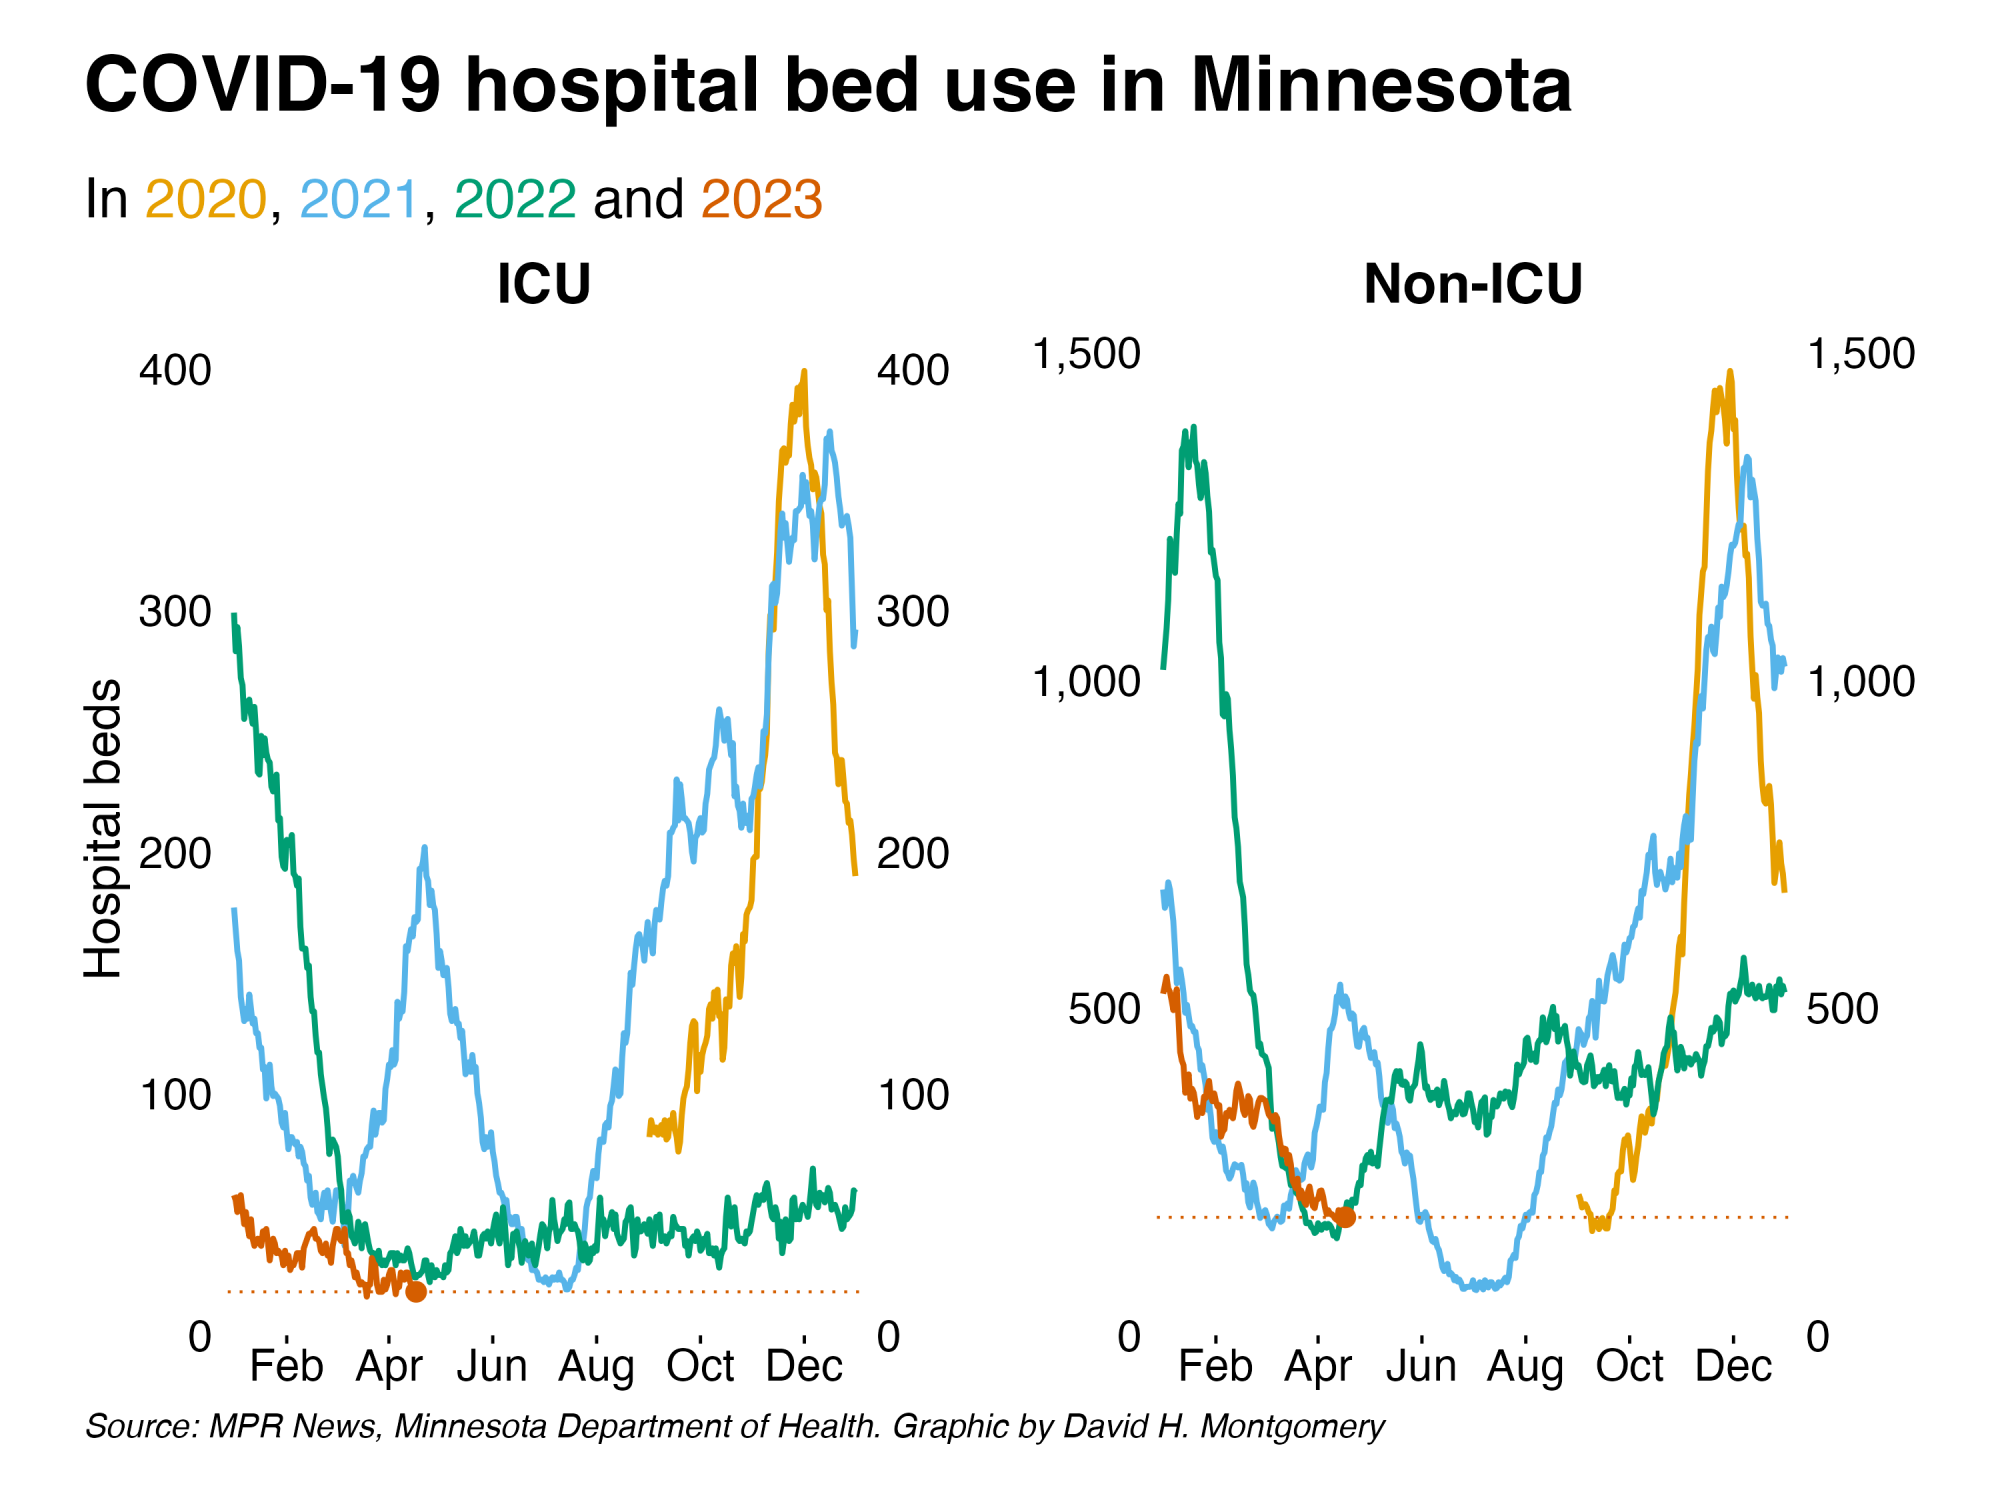 COVID-19 hospital bed use in Minnesota
In 2020, 2021, 2022 and 2023
ICU
Non-ICU
Hospital beds
400
300
200
100
0
400
300
200
100
0
Feb Apr Jun Aug Oct Dec
1,500
1,000
500
0
1,500
1,000
500
0
Feb Apr Jun Aug Oct Dec
Source: MPR News, Minnesota Department of Health. Graphic by David H. Montgomery